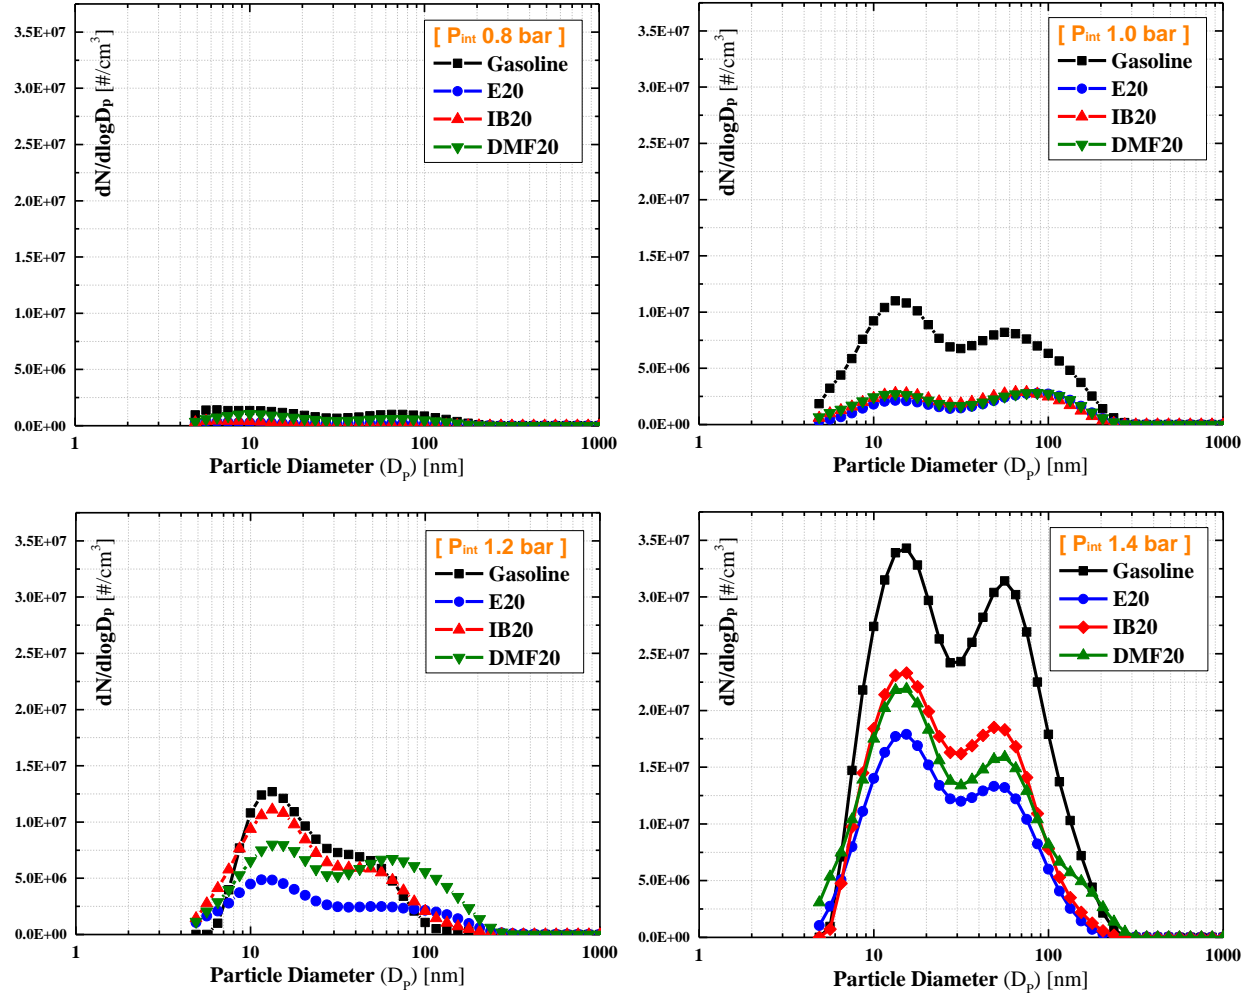 [ Pint 0.8 bar ]
Gasoline
E20
IB20
DMF20
dN/dlogDp [#/cm3]
3.5E+07
3.0E+07
2.5E+07
2.0E+07
1.5E+07
1.0E+07
5.0E+06
0.0E+00
1
10
100
1000
Particle Diameter (DP) [nm]
[ Pint 1.0 bar ]
Gasoline
E20
IB20
DMF20
dN/dlogDp [#/cm3]
3.5E+07
3.0E+07
2.5E+07
2.0E+07
1.5E+07
1.0E+07
5.0E+06
0.0E+00
1
10
100
1000
Particle Diameter (DP) [nm]
[ Pint 1.2 bar ]
Gasoline
E20
IB20
DMF20
dN/dlogDp [#/cm3]
3.5E+07
3.0E+07
2.5E+07
2.0E+07
1.5E+07
1.0E+07
5.0E+06
0.0E+00
1
10
100
1000
Particle Diameter (DP) [nm]
[ Pint 1.4 bar ]
Gasoline
E20
IB20
DMF20
dN/dlogDp [#/cm3]
3.5E+07
3.0E+07
2.5E+07
2.0E+07
1.5E+07
1.0E+07
5.0E+06
0.0E+00
1
10
100
1000
Particle Diameter (DP) [nm]